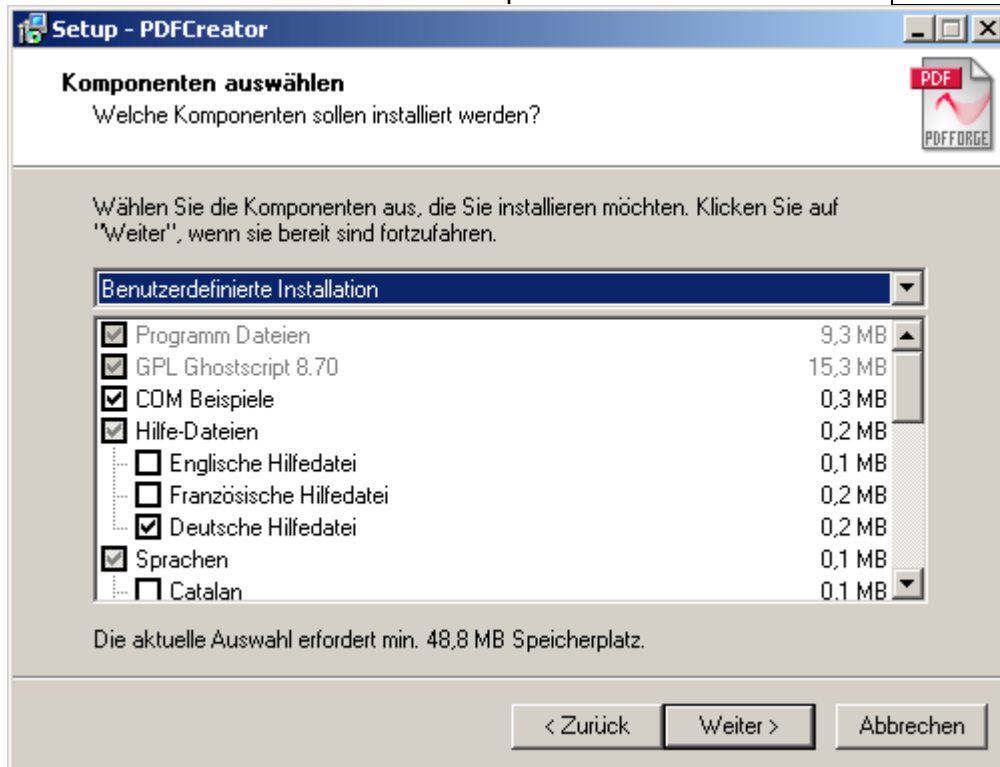 Setup - PDFCreator
Komponenten auswählen
Welche Komponenten sollen installiert werden?
PDF
PDFFORGE
Wählen Sie die Komponenten aus, die Sie installieren möchten. Klicken Sie auf
"Weiter", wenn sie bereit sind fortzufahren.
Benutzerdefinierte Installation
Programm Dateien 9,3 MB
GPL Ghostscript 8.70 15,3 MB
COM Beispiele 0,3 MB
Hilfe-Dateien 0,2 MB
Englische Hilfedatei 0,1 MB
Französische Hilfedatei 0,2 MB
Deutsche Hilfedatei 0,2 MB
Sprachen 0,1 MB
Catalan 0,1 MB
Die aktuelle Auswahl erfordert min. 48,8 MB Speicherplatz.
< Zurück Weiter > Abbrechen